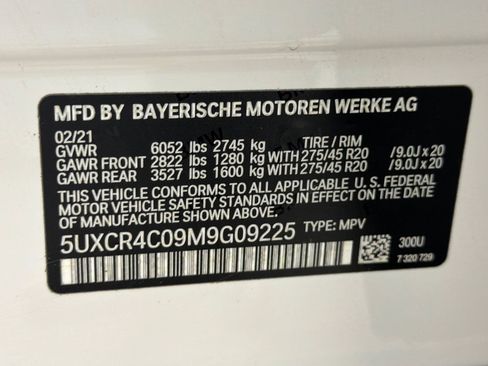 MFD BY BAYERISCHE MOTOREN WERKE AG
02/21
GVWR 6052 lbs 2745 kg TIRE / RIM
GAWR FRONT 2822 lbs 1280 kg WITH 275/45 R20 /9.0J x 20
GAWR REAR 3527 lbs 1600 kg WITH 275/45 R20 /9.0J x 20
THIS VEHICLE CONFORMS TO ALL APPLICABLE U. S. FEDERAL
MOTOR VEHICLE SAFETY STANDARDS IN EFFECT
ON THE DATE OF MANUFACTURE SHOWN ABOVE.
5UXCR4C09M9G09225 TYPE: MPV
300U
7 320 729